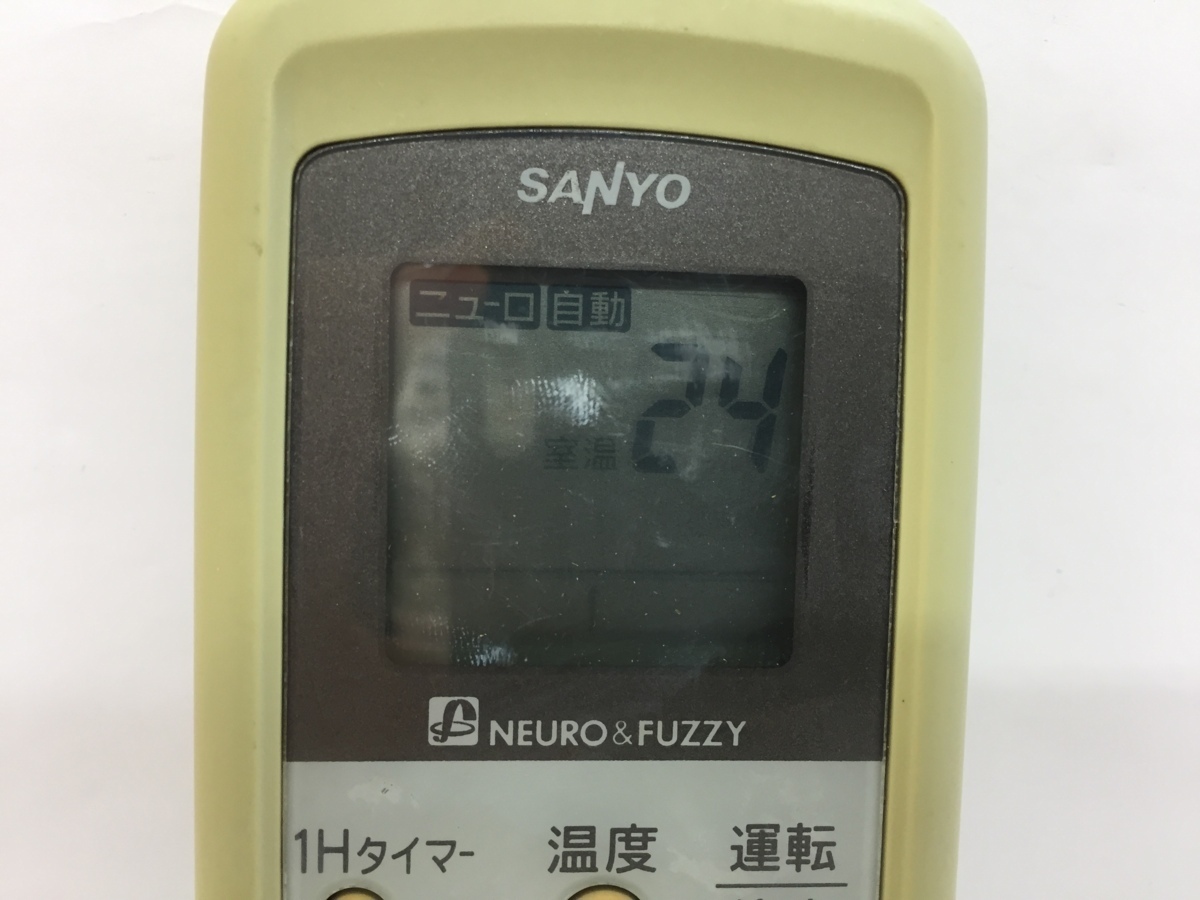 SANYO
ニューロ 自動
24
室温
NEURO & FUZZY
1Hタイマー 温度 運転